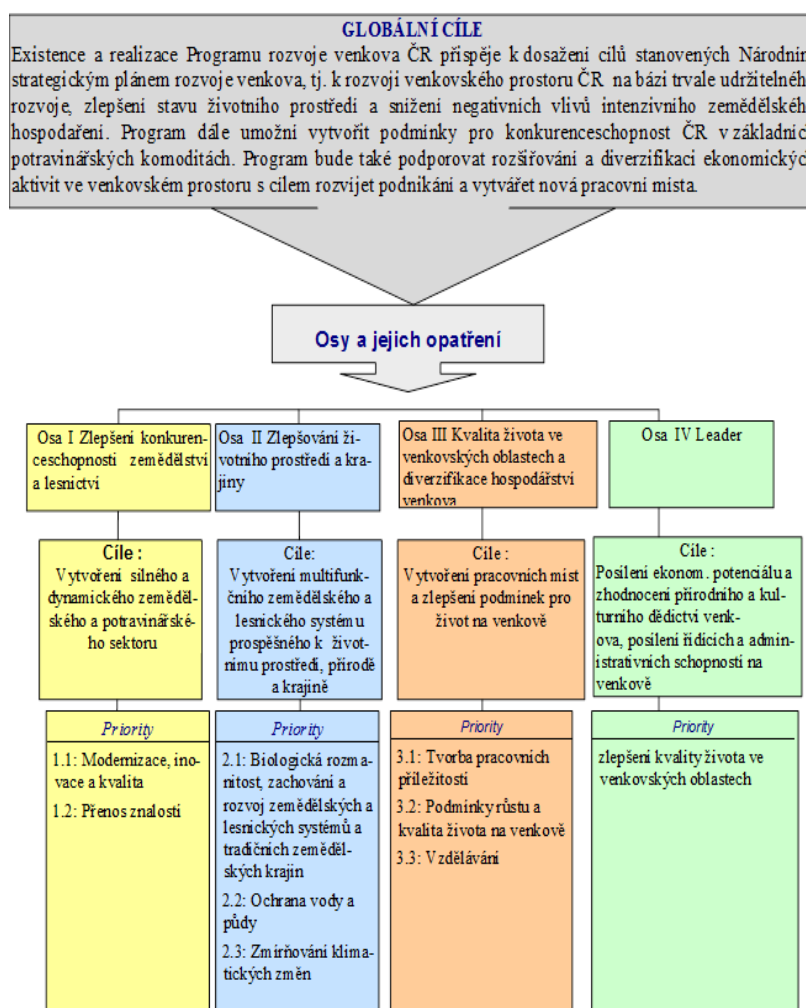 GLOBÁLNÍ CÍLE
Existence a realizace Programu rozvoje venkova ČR přispěje k dosažení cílů stanovených Národním
strategickým plánem rozvoje venkova, tj. k rozvoji venkovského prostoru ČR na bázi trvale udržitelnéh
rozvoje, zlepšení stavu životního prostředí a snížení negativních vlivů intenzivního zemědělskéh
hospodaření. Program dále umožní vytvořit podmínky pro konkurenceschopnost ČR v základníc
potravinářských komoditách. Program bude také podporovat rozšiřování a diverzifikaci ekonomických
aktivit ve venkovském prostoru s cílem rozvíjet podnikání a vytvářet nová pracovní místa.
Osy a jejich opatření
Osa I Zlepšení konkuren-
ceschopnosti zemědělství
a lesnictví
Osa II Zlepšování ži-
votního prostředí a kra-
jiny
Osa III Kvalita života ve
venkovských oblastech a
diverzifikace hospodářství
venkova
Osa IV Leader
Cíle :
Vytvoření silného a
dynamického zeměděl-
ského a potravinářské-
ho sektoru
Cíle:
Vytvoření multifunk-
čního zemědělského a
lesnického systému
prospěšného k život-
nímu prostředí, přírodě
a krajině
Cíle :
Vytvoření pracovních míst
a zlepšení podmínek pro
život na venkově
Cíle :
Posílení ekonom. potenciálu a
zhodnocení přírodního a kul-
turního dědictví venk-
ova, posílení řídících a admi-
nistrativních schopností na
venkově
Priority
1.1: Modernizace, ino-
vace a kvalita
1.2: Přenos znalostí
Priority
2.1: Biologická rozm-
anitost, zachování a
rozvoj zemědělských a
lesnických systémů a
tradičních zeměděl-
ských krajin
2.2: Ochrana vody a
půdy
2.3: Zmírňování klima-
tických změn
Priority
3.1: Tvorba pracovních
příležitostí
3.2: Podmínky růstu a
kvalita života na venkově
3.3: Vzdělávání
Priority
zlepšení kvality života ve
venkovských oblastech